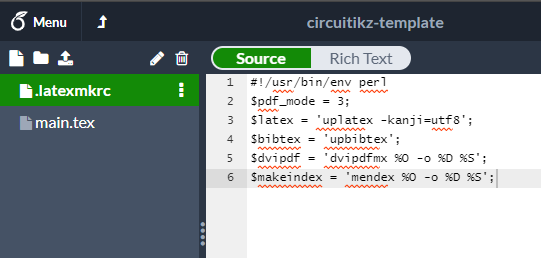 Menu
circuitikz-template
Source
Rich Text
.latexmkrc
main.tex
1 #!/usr/bin/env perl
2 $pdf_mode = 3;
3 $latex = 'uplatex -kanji=utf8';
4 $bibtex = 'upbibtex';
5 $dvipdf = 'dvipdfmx %O -o %D %S';
6 $makeindex = 'mendex %O -o %D %S';